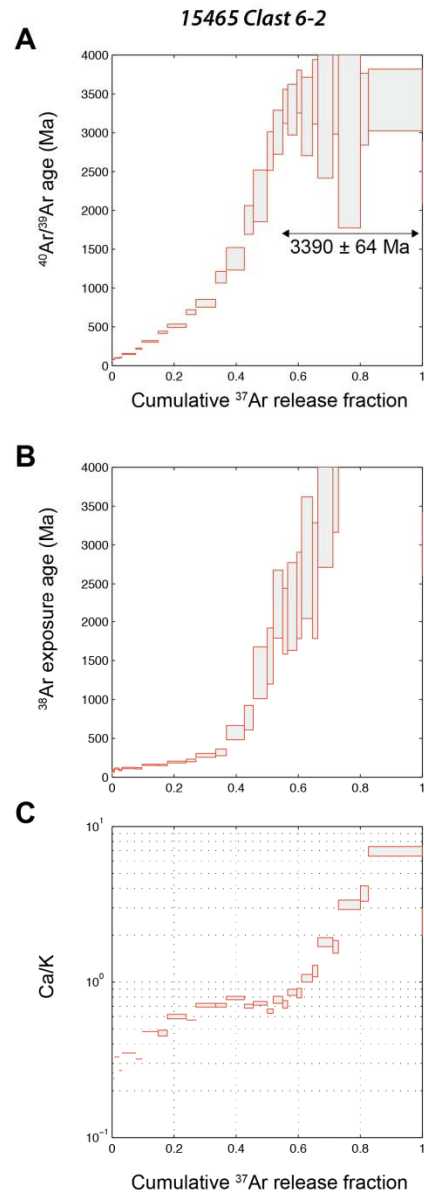 15465 Clast 6-2
A
4000
3500
3000
2500
2000
1500
1000
500
0
⁴⁰Ar/³⁹Ar age (Ma)
3390 ± 64 Ma
0 0.2 0.4 0.6 0.8 1
Cumulative ³⁷Ar release fraction
B
4000
3500
3000
2500
2000
1500
1000
500
0
³⁸Ar exposure age (Ma)
0 0.2 0.4 0.6 0.8 1
C
10¹
10⁰
10⁻¹
Ca/K
0 0.2 0.4 0.6 0.8 1
Cumulative ³⁷Ar release fraction